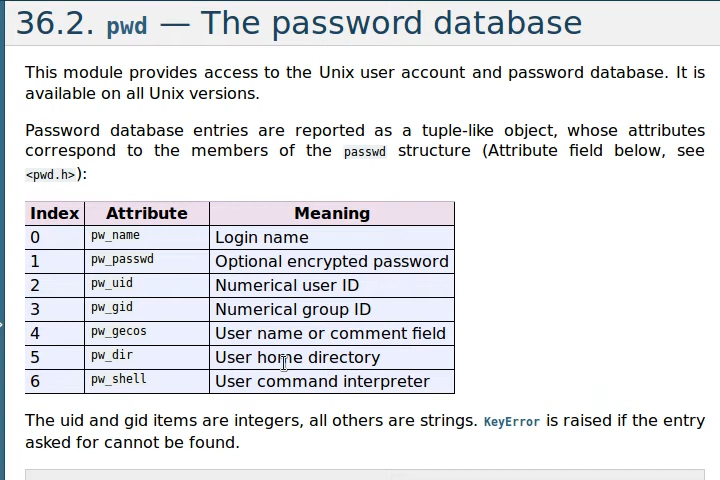 36.2. pwd — The password database
This module provides access to the Unix user account and password database. It is
available on all Unix versions.
Password database entries are reported as a tuple-like object, whose attributes
correspond to the members of the passwd structure (Attribute field below, see
<pwd.h>):
Index Attribute Meaning
0 pw_name Login name
1 pw_passwd Optional encrypted password
2 pw_uid Numerical user ID
3 pw_gid Numerical group ID
4 pw_gecos User name or comment field
5 pw_dir User home directory
6 pw_shell User command interpreter
The uid and gid items are integers, all others are strings. KeyError is raised if the entry
asked for cannot be found.